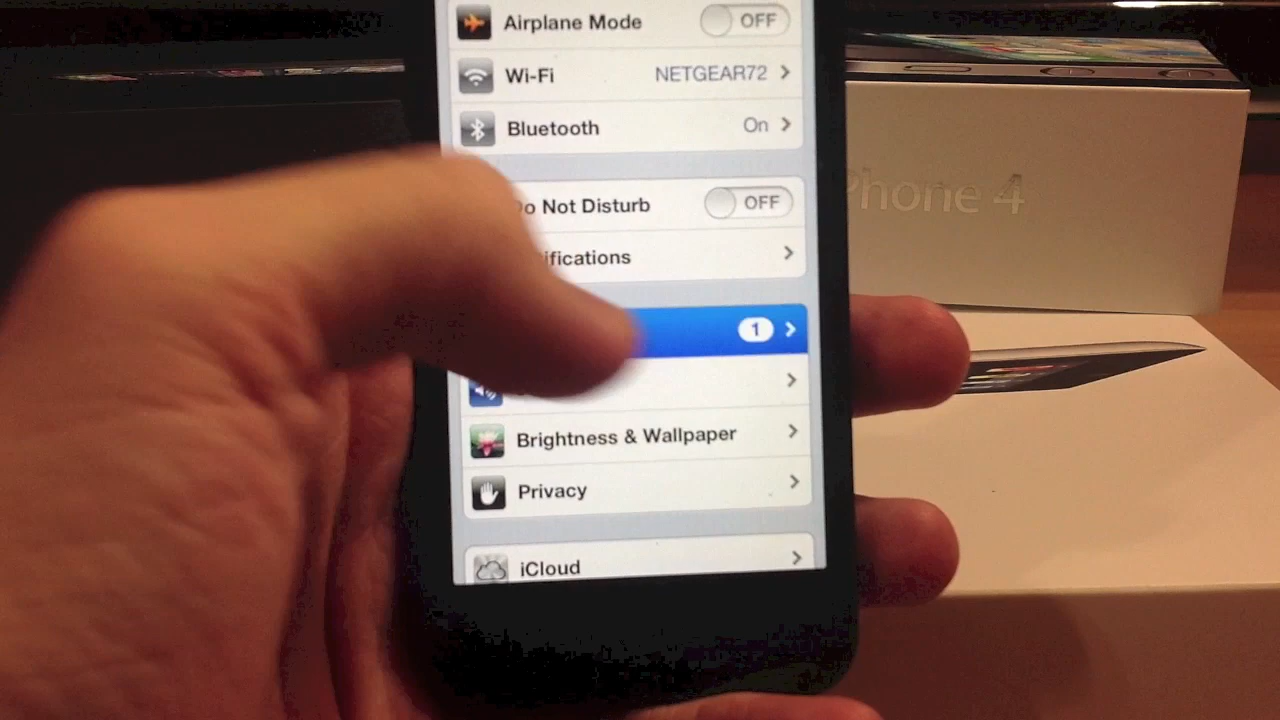 Airplane Mode OFF
Wi-Fi NETGEAR72
Bluetooth On
o Not Disturb OFF
ifications
1
Brightness & Wallpaper
Privacy
iCloud
Phone 4